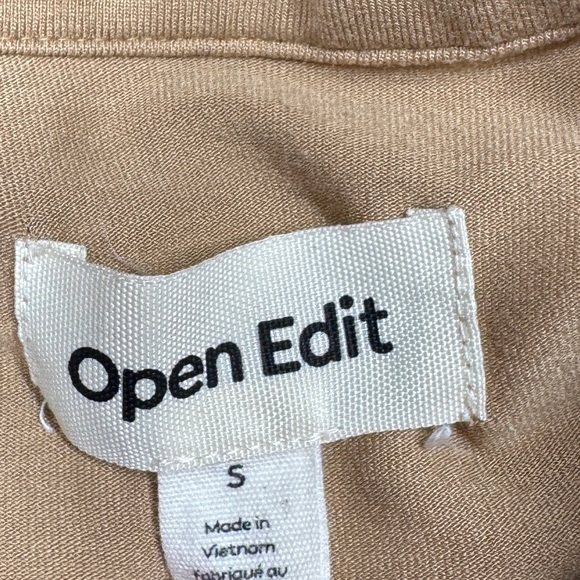 Open Edit
S
Made in
Vietnam
fabriqué au